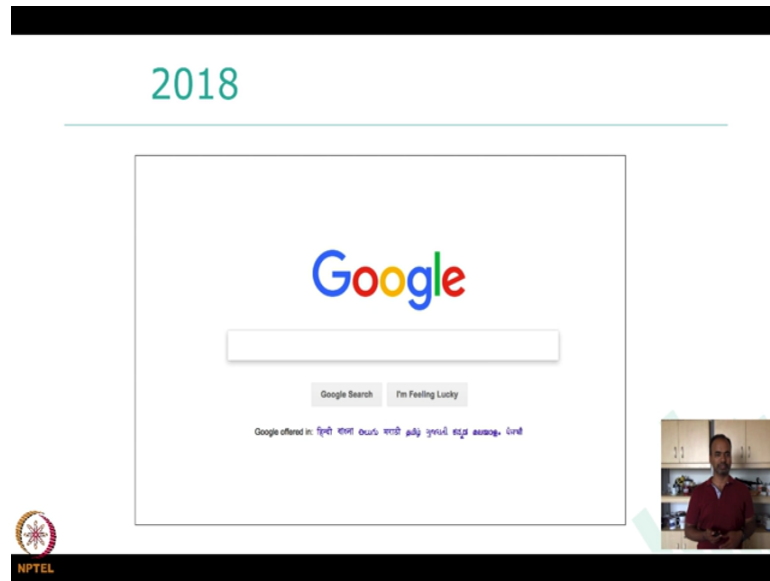 2018
Google
Google Search I'm Feeling Lucky
Google offered in: हिन्दी বাংলা తెలుగు मराठी தமிழ் ગુજરાતી ಕನ್ನಡ മലയാളം ਪੰਜਾਬੀ
NPTEL